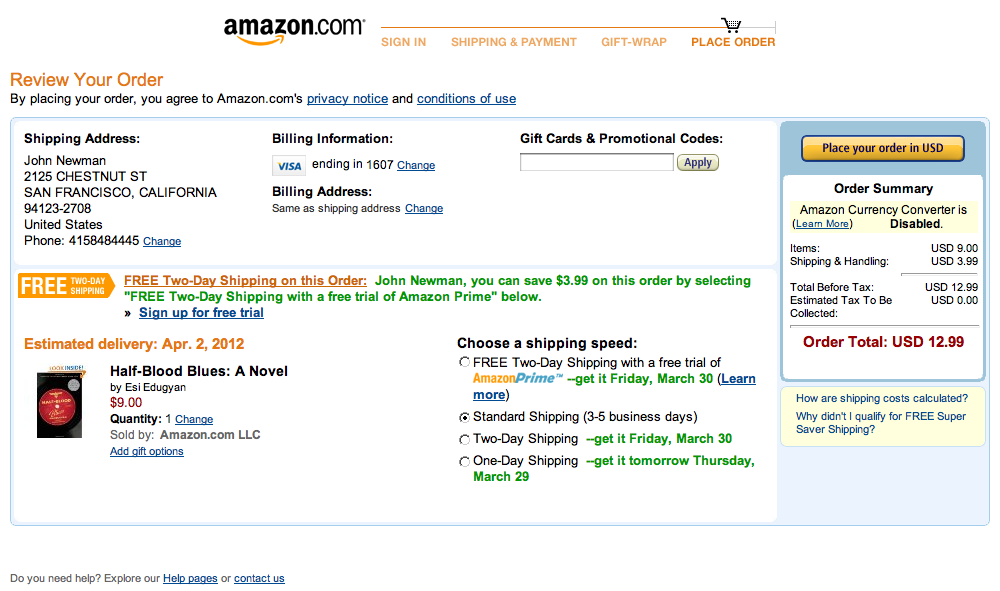 amazon.com
SIGN IN SHIPPING & PAYMENT GIFT-WRAP PLACE ORDER
Review Your Order
By placing your order, you agree to Amazon.com's privacy notice and conditions of use
Shipping Address:
John Newman
2125 CHESTNUT ST
SAN FRANCISCO, CALIFORNIA
94123-2708
United States
Phone: 4158484445 Change
Billing Information:
VISA ending in 1607 Change
Billing Address:
Same as shipping address Change
Gift Cards & Promotional Codes:
Apply
FREE TWO-DAY SHIPPING
FREE Two-Day Shipping on this Order: John Newman, you can save $3.99 on this order by selecting
"FREE Two-Day Shipping with a free trial of Amazon Prime" below.
» Sign up for free trial
Estimated delivery: Apr. 2, 2012
LOOK INSIDE!
HALF-BLOOD
BLUES
Half-Blood Blues: A Novel
by Esi Edugyan
$9.00
Quantity: 1 Change
Sold by: Amazon.com LLC
Add gift options
Choose a shipping speed:
FREE Two-Day Shipping with a free trial of
AmazonPrime™ --get it Friday, March 30 (Learn
more)
Standard Shipping (3-5 business days)
Two-Day Shipping --get it Friday, March 30
One-Day Shipping --get it tomorrow Thursday,
March 29
Place your order in USD
Order Summary
Amazon Currency Converter is
(Learn More) Disabled.
Items: USD 9.00
Shipping & Handling: USD 3.99
Total Before Tax: USD 12.99
Estimated Tax To Be USD 0.00
Collected:
Order Total: USD 12.99
How are shipping costs calculated?
Why didn't I qualify for FREE Super
Saver Shipping?
Do you need help? Explore our Help pages or contact us